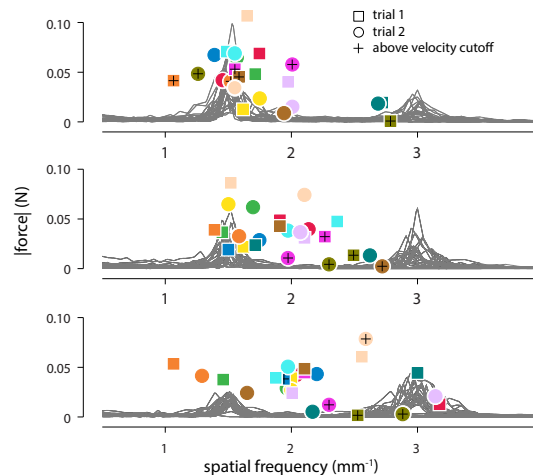 trial 1
trial 2
above velocity cutoff
0.10
0.05
0
1 2 3
0.10
0.05
0
1 2 3
0.10
0.05
0
1 2 3
|force| (N)
spatial frequency (mm⁻¹)